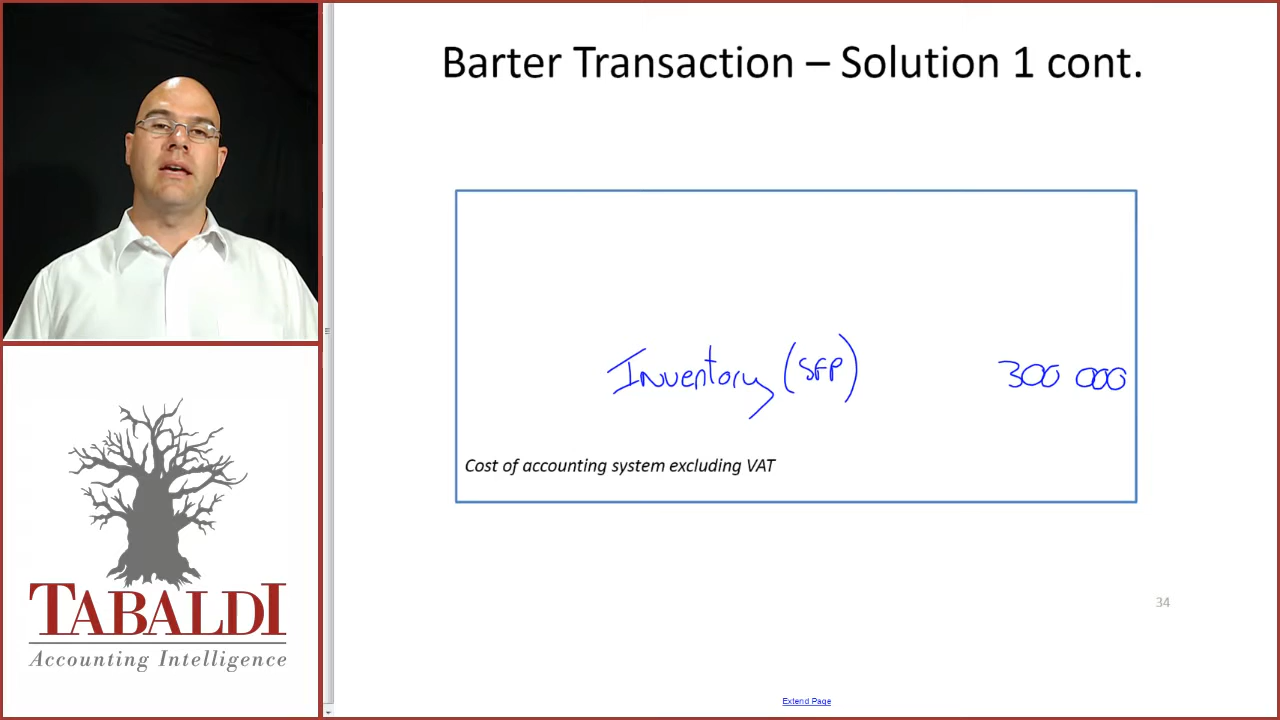 Barter Transaction – Solution 1 cont.
Inventory (SFP) 300 000
Cost of accounting system excluding VAT
34
TABALDI
Accounting Intelligence
Extend Page